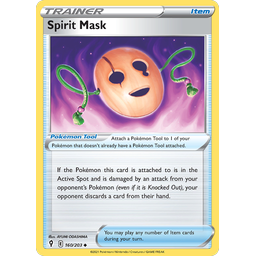 TRAINER Item
Spirit Mask
Pokémon Tool Attach a Pokémon Tool to 1 of your
Pokémon that doesn't already have a Pokémon Tool attached.
If the Pokémon this card is attached to is in the
Active Spot and is damaged by an attack from your
opponent's Pokémon (even if it is Knocked Out), your
opponent discards a card from their hand.
You may play any number of Item cards
during your turn.
160/203